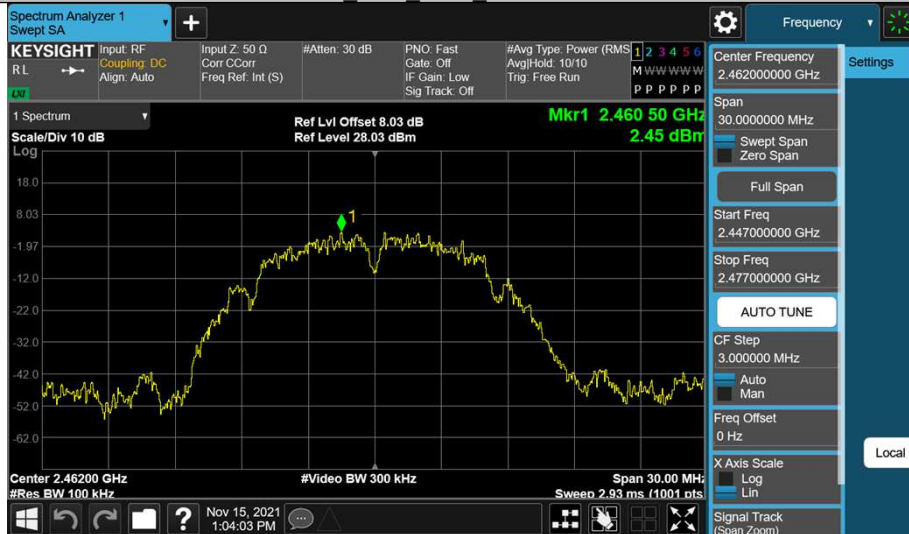 Spectrum Analyzer 1
Swept SA
+
Frequency
KEYSIGHT
RL
LXI
Input: RF
Coupling: DC
Align: Auto
Input Z: 50 Ω
Corr CCorr
Freq Ref: Int (S)
#Atten: 30 dB
PNO: Fast
Gate: Off
IF Gain: Low
Sig Track: Off
#Avg Type: Power (RMS
Avg|Hold: 10/10
Trig: Free Run
1 2 3 4 5 6
M W W W W W
P P P P P P
1 Spectrum
Scale/Div 10 dB
Log
Ref Lvl Offset 8.03 dB
Ref Level 28.03 dBm
Mkr1 2.460 50 GHz
2.45 dBm
18.0
8.03
-1.97
-12.0
-22.0
-32.0
-42.0
-52.0
-62.0
1
Center 2.46200 GHz
#Res BW 100 kHz
#Video BW 300 kHz
Span 30.00 MHz
Sweep 2.93 ms (1001 pts
Center Frequency
2.462000000 GHz
Settings
Span
30.0000000 MHz
Swept Span
Zero Span
Full Span
Start Freq
2.447000000 GHz
Stop Freq
2.477000000 GHz
AUTO TUNE
CF Step
3.000000 MHz
Auto
Man
Freq Offset
0 Hz
Local
X Axis Scale
Log
Lin
Signal Track
(Span Zoom)
?
Nov 15, 2021
1:04:03 PM